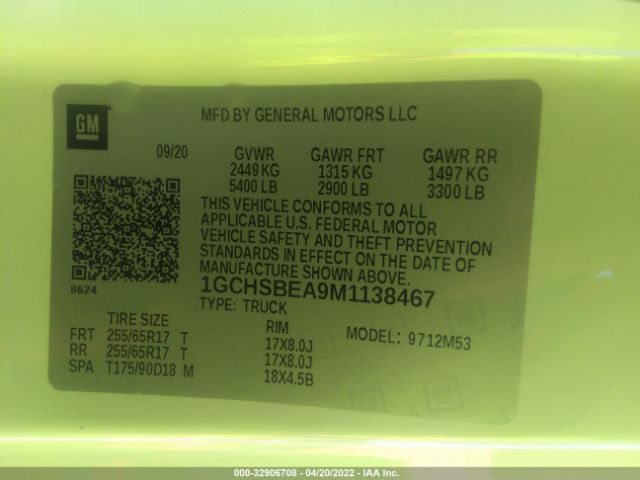 GM
MFD BY GENERAL MOTORS LLC
09/20 GVWR GAWR FRT GAWR RR
2449 KG 1315 KG 1497 KG
5400 LB 2900 LB 3300 LB
THIS VEHICLE CONFORMS TO ALL
APPLICABLE U.S. FEDERAL MOTOR
VEHICLE SAFETY AND THEFT PREVENTION
STANDARDS IN EFFECT ON THE DATE OF
MANUFACTURE SHOWN ABOVE.
8624
1GCHSBEA9M1138467
TYPE: TRUCK
TIRE SIZE RIM MODEL: 9712M53
FRT 255/65R17 T 17X8.0J
RR 255/65R17 T 17X8.0J
SPA T175/90D18 M 18X4.5B
000-32906708 - 04/20/2022 - IAA Inc.